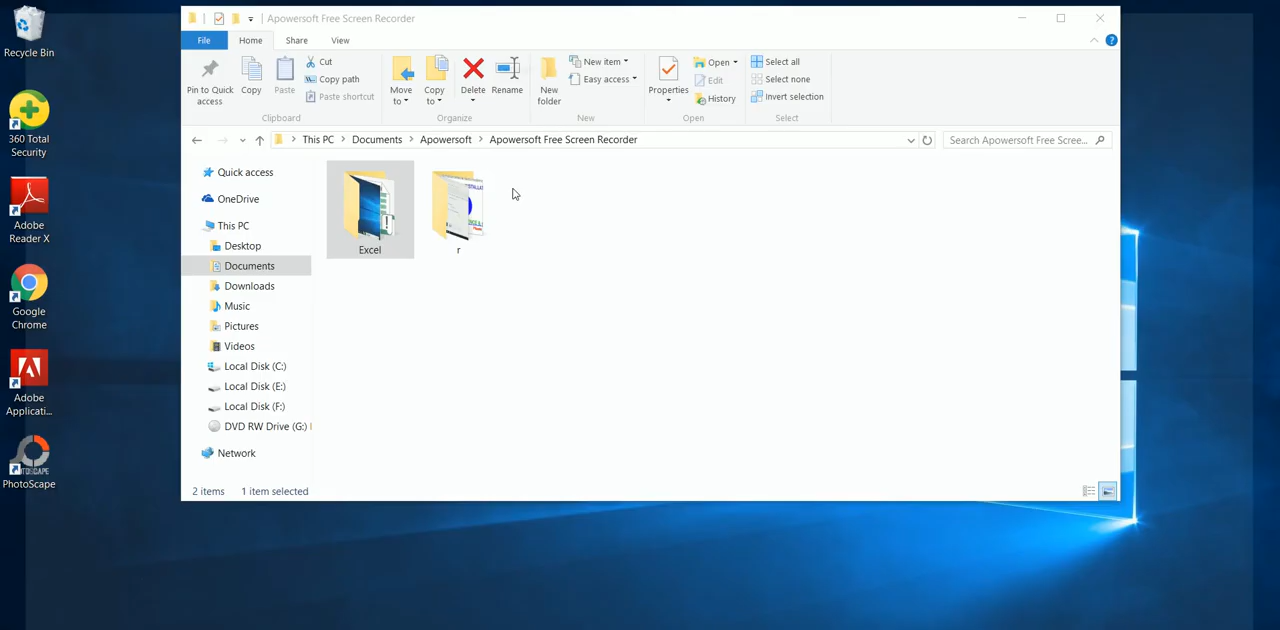 Recycle Bin
360 Total
Security
Adobe
Reader X
Google
Chrome
Adobe
Applicati...
PhotoScape
Apowersoft Free Screen Recorder
File Home Share View
Pin to Quick
access
Copy
Paste
Cut
Copy path
Paste shortcut
Clipboard
Move
to
Copy
to
Delete
Rename
Organize
New
folder
New item
Easy access
New
Properties
Open
Edit
History
Open
Select all
Select none
Invert selection
Select
This PC Documents Apowersoft Apowersoft Free Screen Recorder
Search Apowersoft Free Scree...
Quick access
OneDrive
This PC
Desktop
Documents
Downloads
Music
Pictures
Videos
Local Disk (C:)
Local Disk (E:)
Local Disk (F:)
DVD RW Drive (G:)
Network
Excel
r
2 items 1 item selected